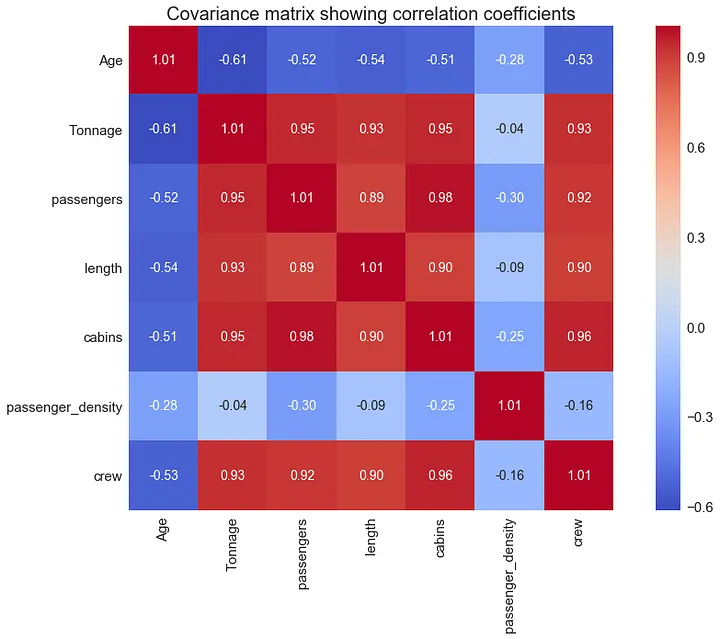 Covariance matrix showing correlation coefficients
Age 1.01 -0.61 -0.52 -0.54 -0.51 -0.28 -0.53
Tonnage -0.61 1.01 0.95 0.93 0.95 -0.04 0.93
passengers -0.52 0.95 1.01 0.89 0.98 -0.30 0.92
length -0.54 0.93 0.89 1.01 0.90 -0.09 0.90
cabins -0.51 0.95 0.98 0.90 1.01 -0.25 0.96
passenger_density -0.28 -0.04 -0.30 -0.09 -0.25 1.01 -0.16
crew -0.53 0.93 0.92 0.90 0.96 -0.16 1.01
Age
Tonnage
passengers
length
cabins
passenger_density
crew
0.9
0.6
0.3
0.0
−0.3
−0.6